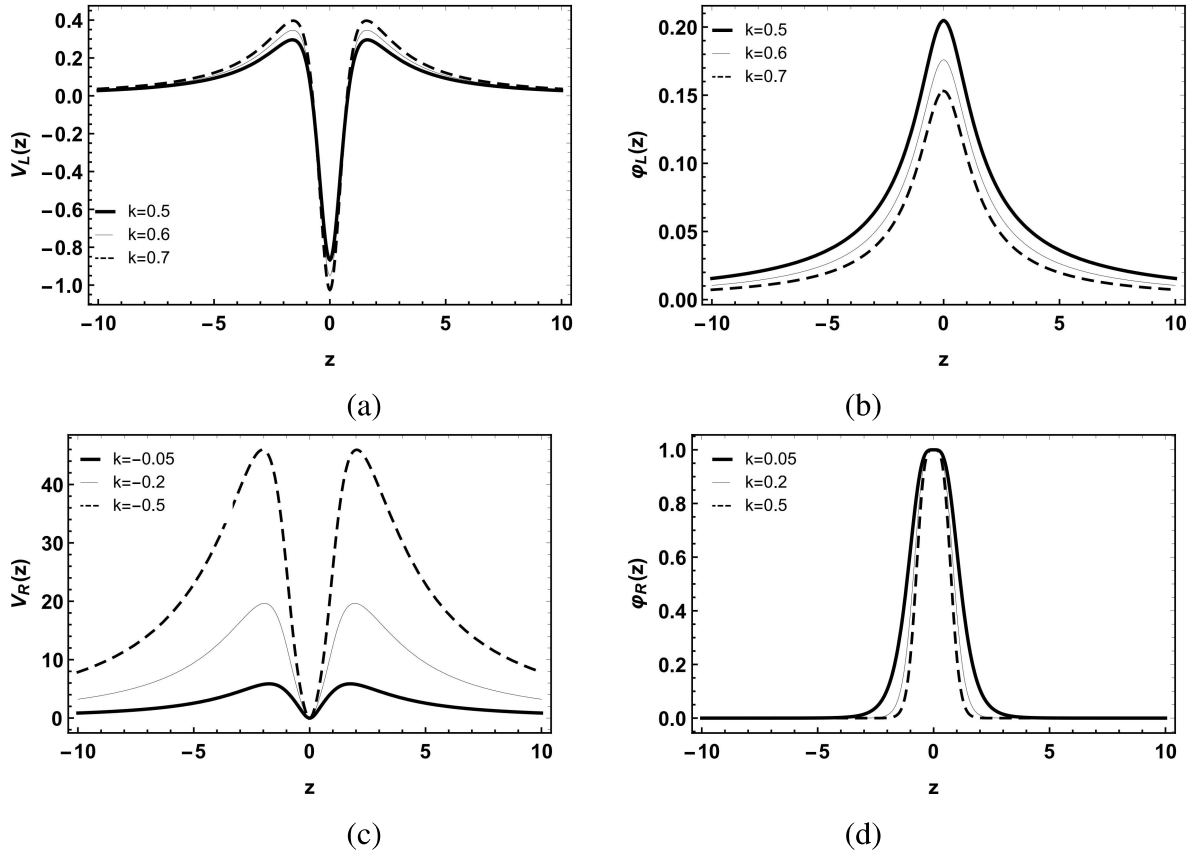 V_L(z)
0.4
0.2
0.0
−0.2
−0.4
−0.6
−0.8
−1.0
k=0.5
k=0.6
k=0.7
−10 −5 0 5 10
z
(a)
φ_L(z)
0.20
0.15
0.10
0.05
0.00
k=0.5
k=0.6
k=0.7
−10 −5 0 5 10
z
(b)
V_R(z)
40
30
20
10
0
k=−0.05
k=−0.2
k=−0.5
−10 −5 0 5 10
z
(c)
φ_R(z)
1.0
0.8
0.6
0.4
0.2
0.0
k=0.05
k=0.2
k=0.5
−10 −5 0 5 10
z
(d)